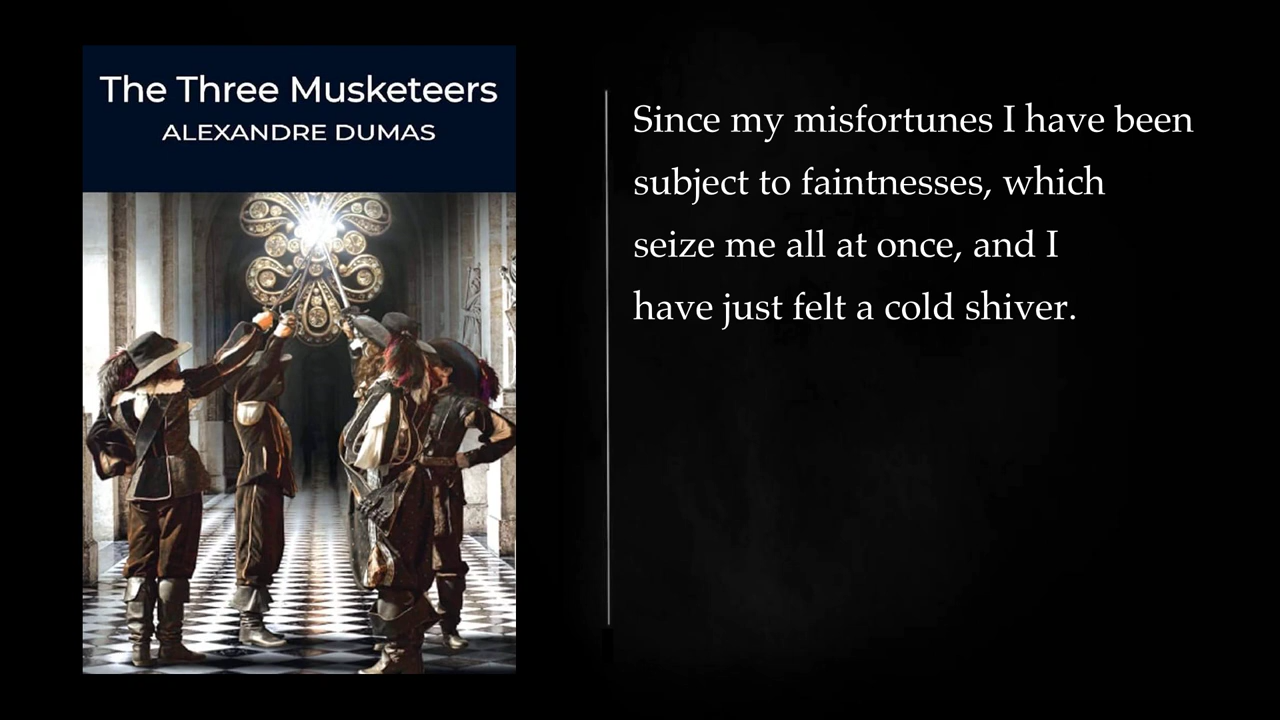 The Three Musketeers
ALEXANDRE DUMAS
Since my misfortunes I have been
subject to faintnesses, which
seize me all at once, and I
have just felt a cold shiver.